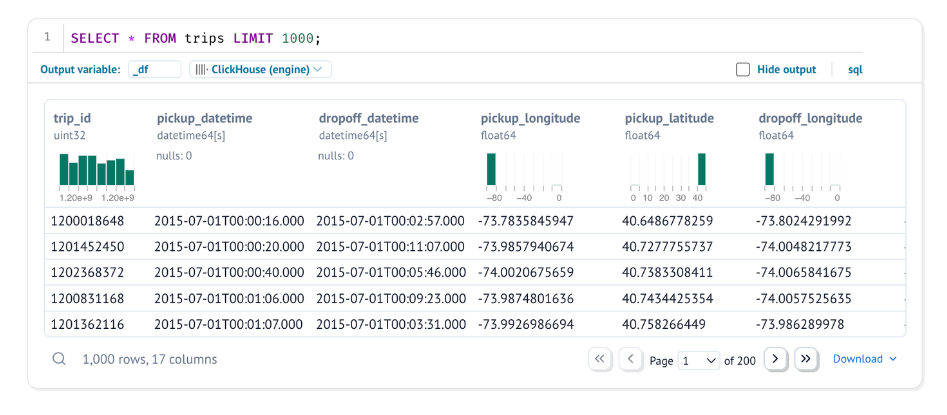 1 SELECT * FROM trips LIMIT 1000;
Output variable: _df ClickHouse (engine) Hide output sql
trip_id pickup_datetime dropoff_datetime pickup_longitude pickup_latitude dropoff_longitude
uint32 datetime64[s] datetime64[s] float64 float64 float64
nulls: 0 nulls: 0
1.20e+9 1.20e+9 −80 −40 0 0 10 20 30 40 −80 −40 0
1200018648 2015-07-01T00:00:16.000 2015-07-01T00:02:57.000 -73.7835845947 40.6486778259 -73.8024291992
1201452450 2015-07-01T00:00:20.000 2015-07-01T00:11:07.000 -73.9857940674 40.7277755737 -74.0048217773
1202368372 2015-07-01T00:00:40.000 2015-07-01T00:05:46.000 -74.0020675659 40.7383308411 -74.0065841675
1200831168 2015-07-01T00:01:06.000 2015-07-01T00:09:23.000 -73.9874801636 40.7434425354 -74.0057525635
1201362116 2015-07-01T00:01:07.000 2015-07-01T00:03:31.000 -73.9926986694 40.758266449 -73.986289978
1,000 rows, 17 columns Page 1 of 200 Download